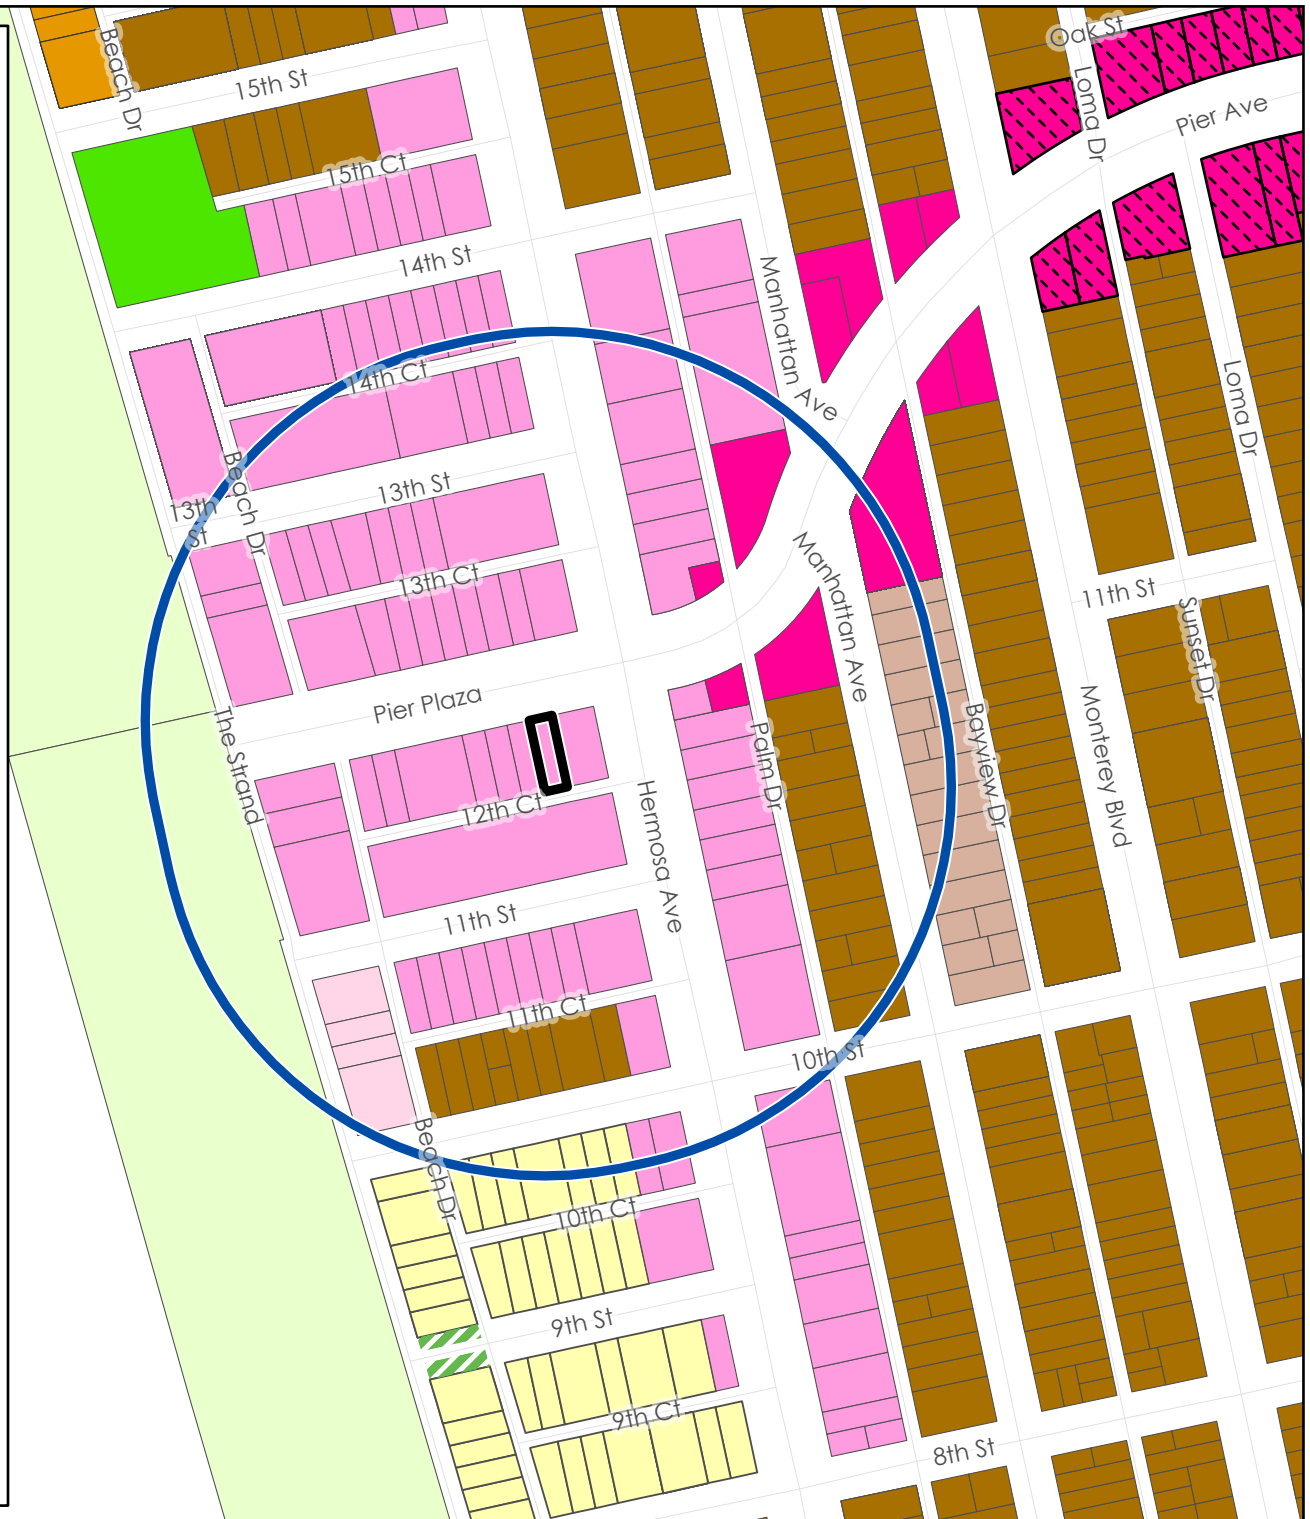 Oak St
Beach Dr
15th St
Loma Dr
Pier Ave
15th Ct
14th St
Manhattan Ave
14th Ct
Loma Dr
13th St
Beach Dr
13th
St
13th Ct
Manhattan Ave
11th St
Sunset Dr
Pier Plaza
The Strand
Monterey Blvd
Bayview Dr
Palm Dr
12th Ct
Hermosa Ave
11th St
11th Ct
10th St
Beach Dr
10th Ct
9th St
9th Ct
8th St